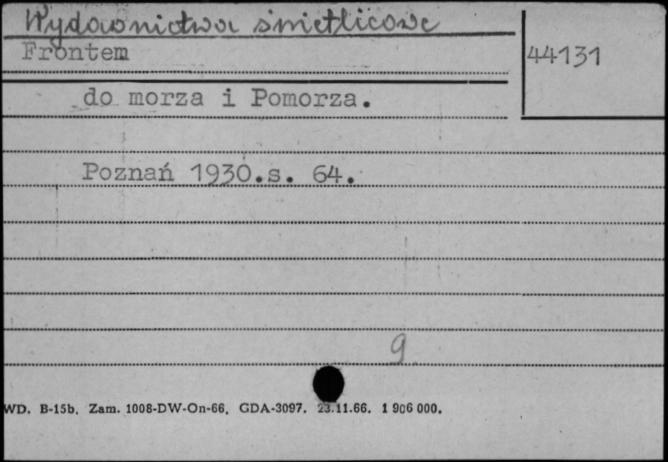 Wydawnictwa świetlicowe
Frontem
44131
do morza i Pomorza.
Poznań 1930.s. 64.
9
WD. B-15b. Zam. 1008-DW-On-66. GDA-3097. 23.11.66. 1 906 000.